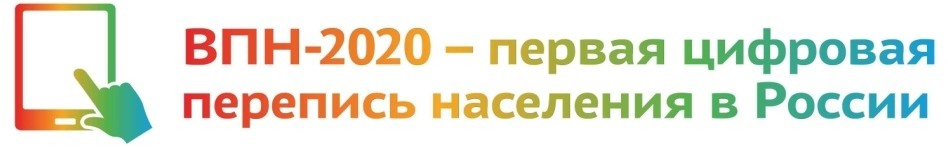 ВПН-2020 – первая цифровая
перепись населения в России